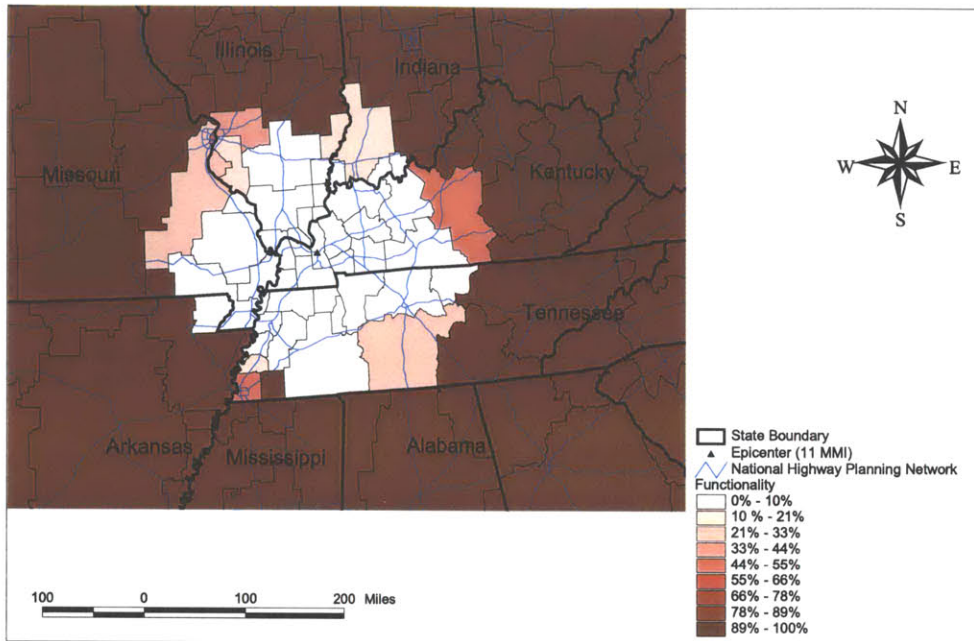 Illinois
Indiana
Missouri
Kentucky
Tennessee
Arkansas
Mississippi
Alabama
N
W
E
S
State Boundary
Epicenter (11 MMI)
National Highway Planning Network
Functionality
0% - 10%
10 % - 21%
21% - 33%
33% - 44%
44% - 55%
55% - 66%
66% - 78%
78% - 89%
89% - 100%
100 0 100 200 Miles